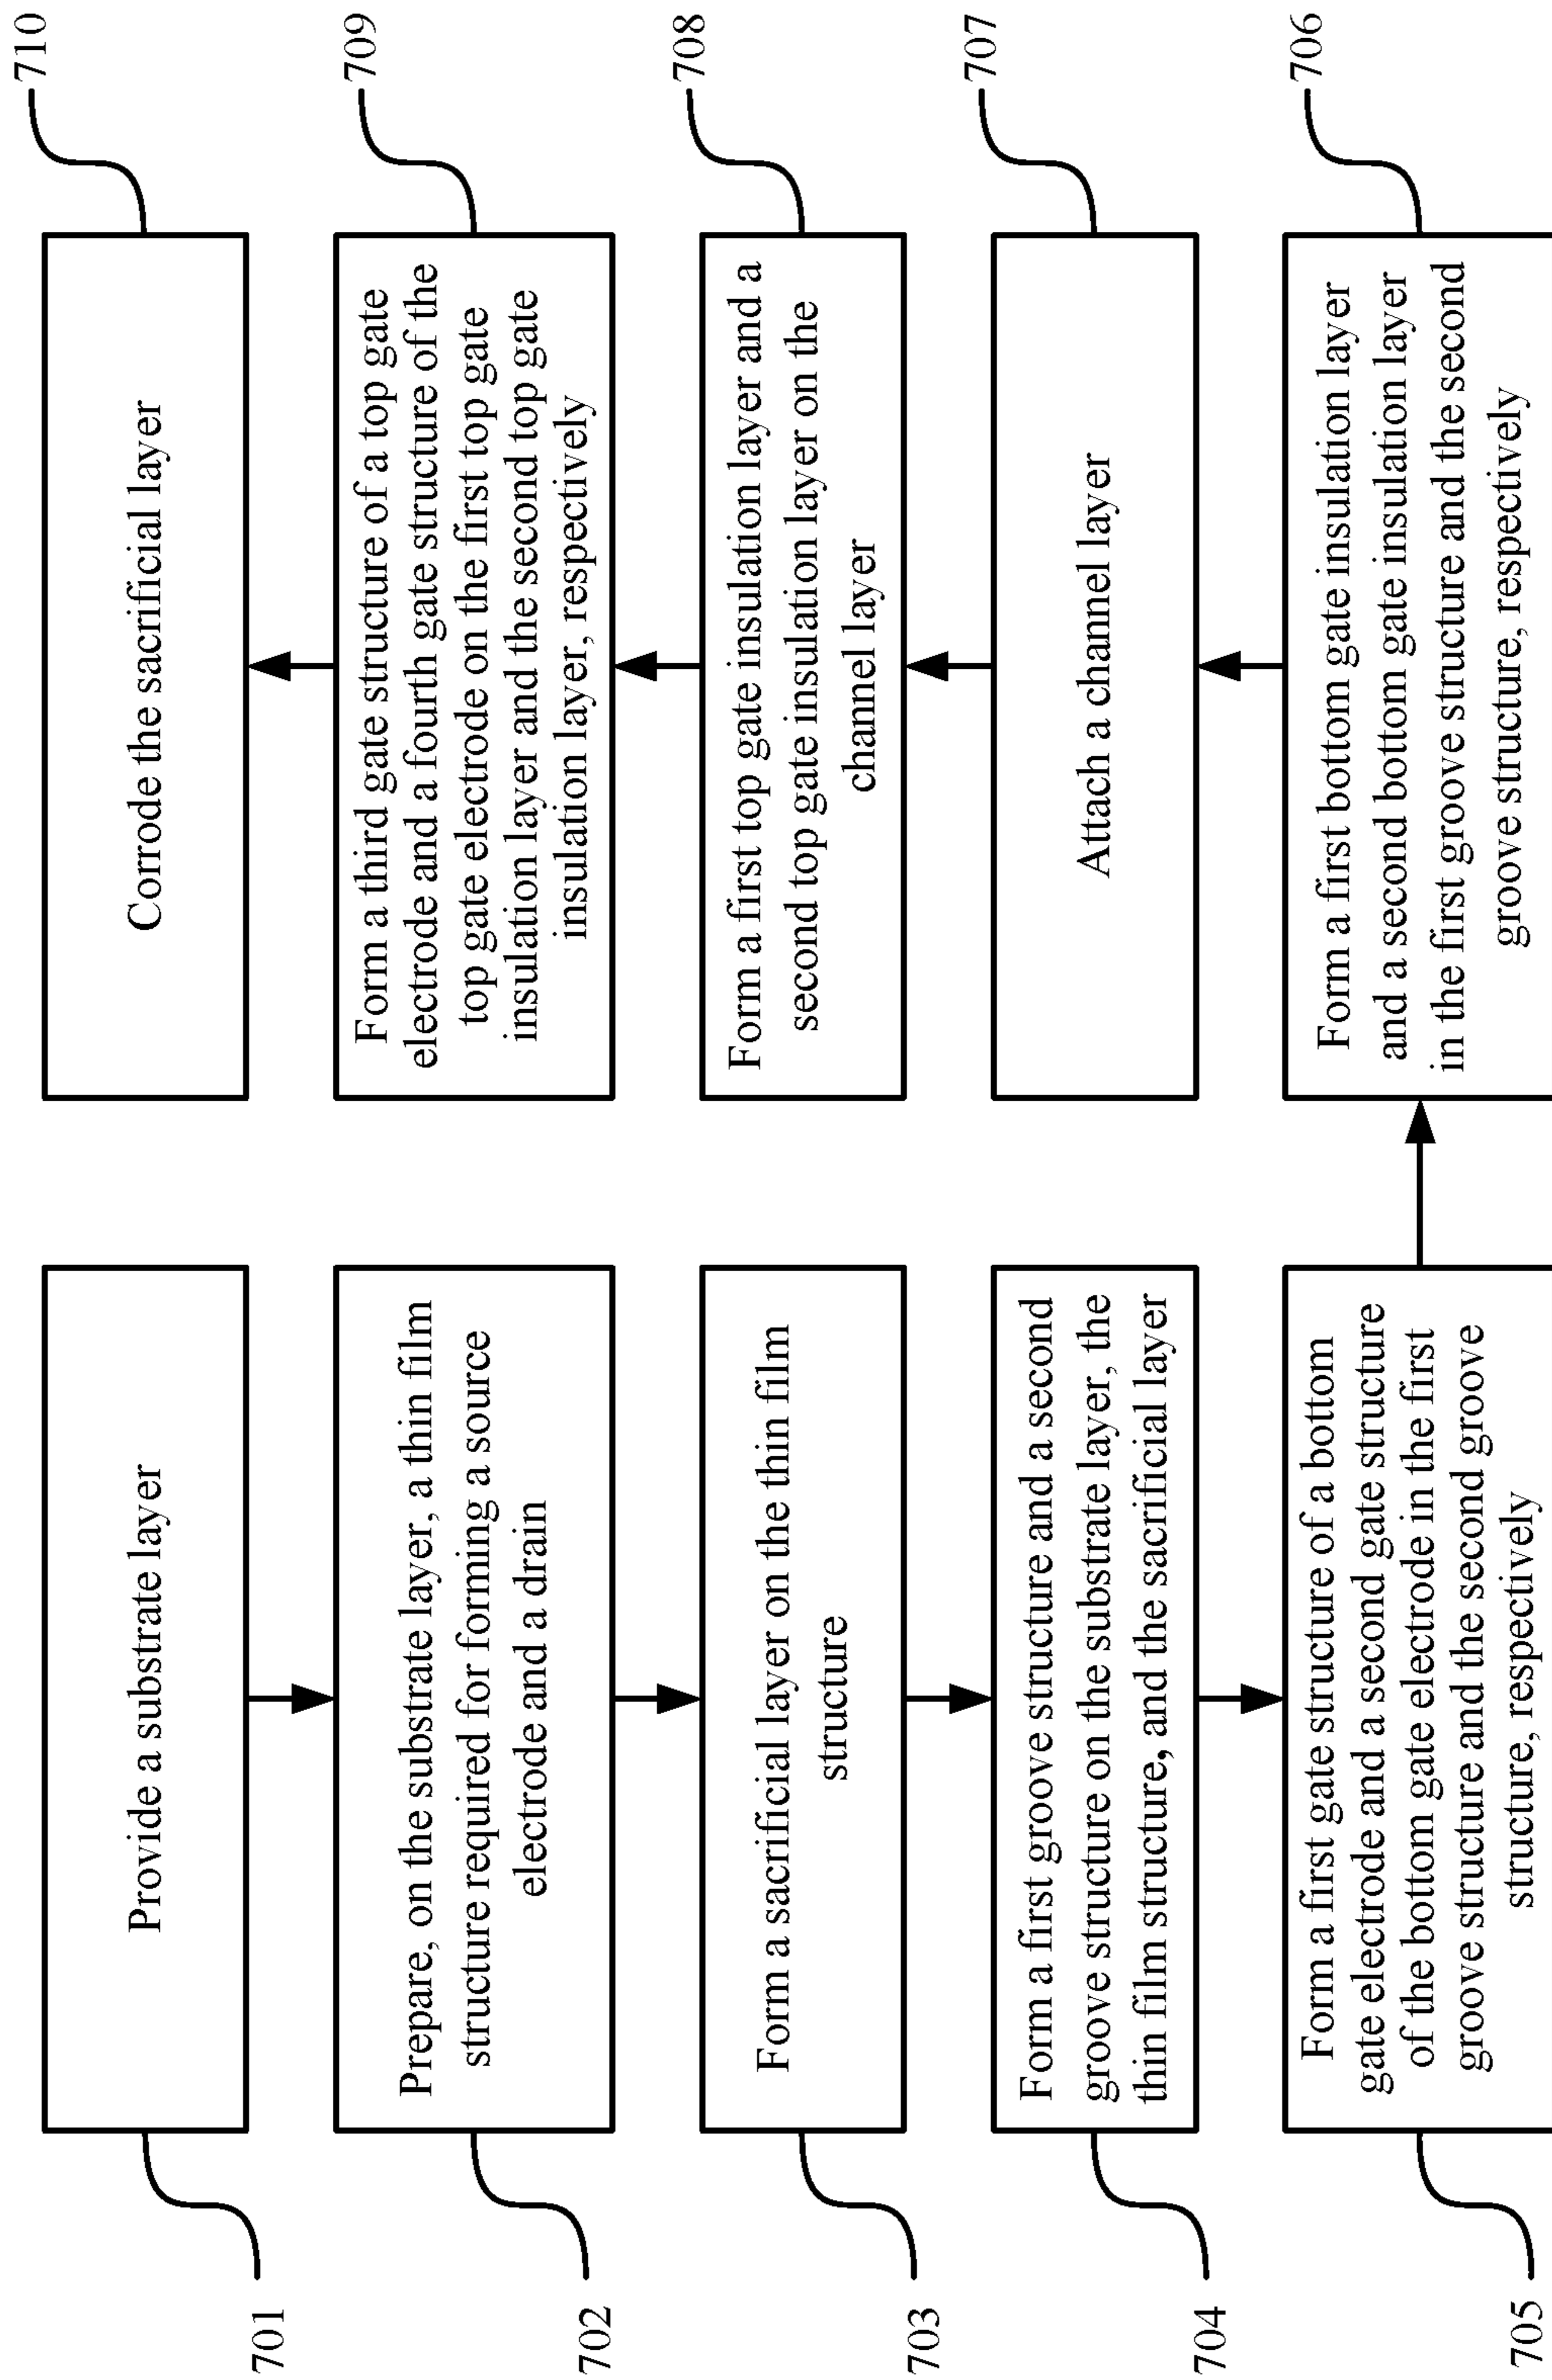 701
Provide a substrate layer
702
Prepare, on the substrate layer, a thin film
structure required for forming a source
electrode and a drain
703
Form a sacrificial layer on the thin film
structure
704
Form a first groove structure and a second
groove structure on the substrate layer, the
thin film structure, and the sacrificial layer
705
Form a first gate structure of a bottom
gate electrode and a second gate structure
of the bottom gate electrode in the first
groove structure and the second groove
structure, respectively
706
Form a first bottom gate insulation layer
and a second bottom gate insulation layer
in the first groove structure and the second
groove structure, respectively
707
Attach a channel layer
708
Form a first top gate insulation layer and a
second top gate insulation layer on the
channel layer
709
Form a third gate structure of a top gate
electrode and a fourth gate structure of the
top gate electrode on the first top gate
insulation layer and the second top gate
insulation layer, respectively
710
Corrode the sacrificial layer